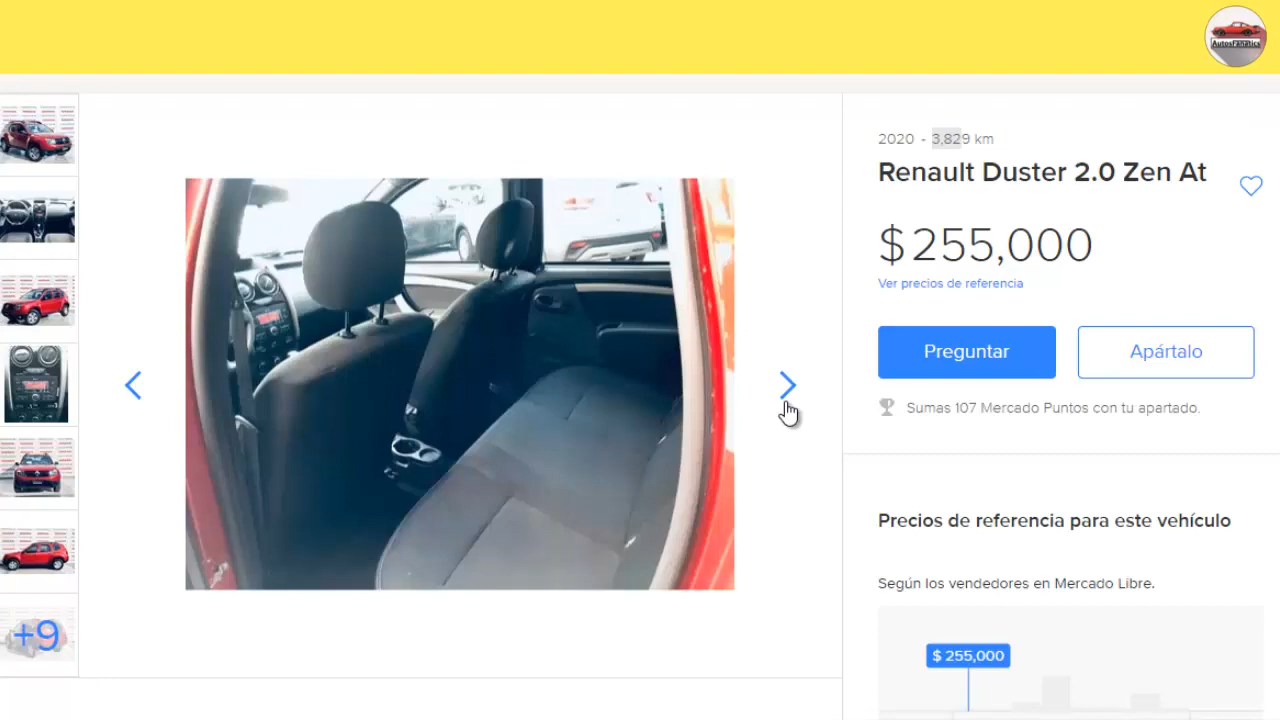 AutosFanatics
2020 - 3,829 km
Renault Duster 2.0 Zen At
$ 255,000
Ver precios de referencia
Preguntar
Apártalo
Sumas 107 Mercado Puntos con tu apartado.
Precios de referencia para este vehículo
Según los vendedores en Mercado Libre.
$ 255,000
+9